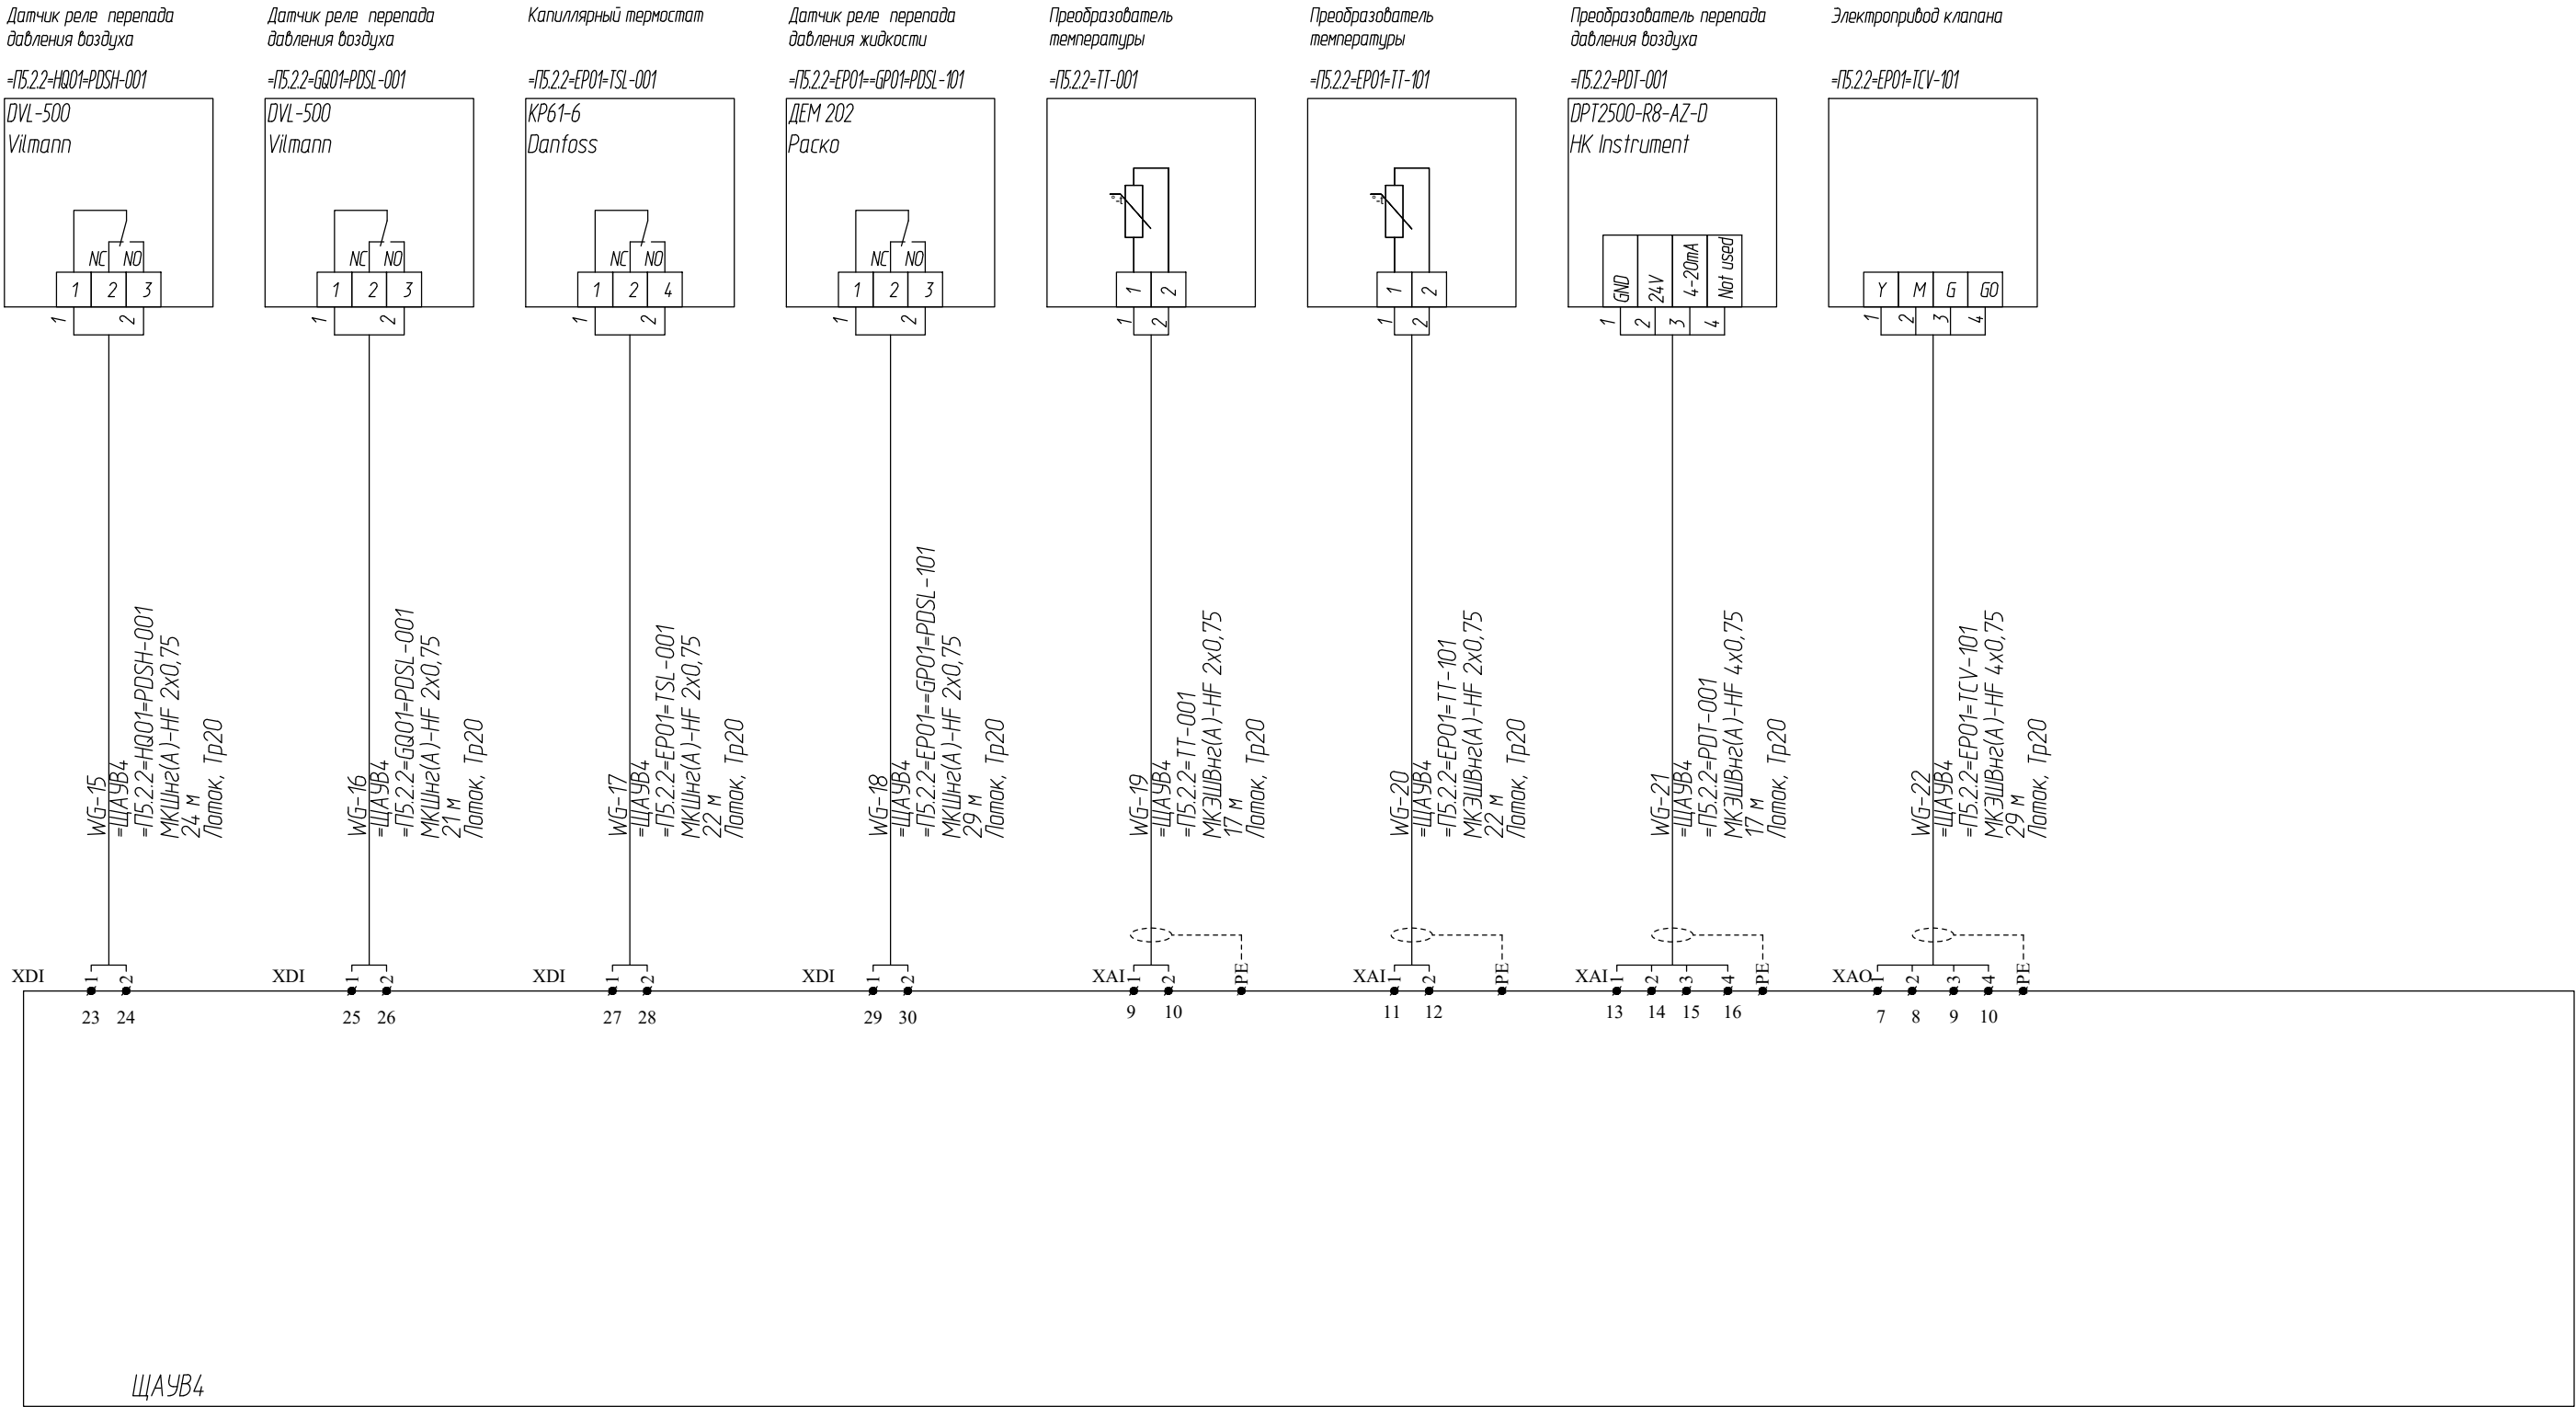 Датчик реле перепада
давления воздуха
=П5.2.2=HQ01=PDSH-001
DVL-500
Vilmann
NC NO
1 2 3
1 2
WG-15
=ЩАУВ4
=П5.2.2=HQ01=PDSH-001
МКШнг(А)-HF 2х0,75
24 м
Лоток, Тр20
XDI 1 2
23 24
Датчик реле перепада
давления воздуха
=П5.2.2=GQ01=PDSL-001
DVL-500
Vilmann
NC NO
1 2 3
1 2
WG-16
=ЩАУВ4
=П5.2.2=GQ01=PDSL-001
МКШнг(А)-HF 2х0,75
21 м
Лоток, Тр20
XDI 1 2
25 26
Капиллярный термостат
=П5.2.2=EP01=TSL-001
KP61-6
Danfoss
NC NO
1 2 4
1 2
WG-17
=ЩАУВ4
=П5.2.2=EP01=TSL-001
МКШнг(А)-HF 2х0,75
22 м
Лоток, Тр20
XDI 1 2
27 28
Датчик реле перепада
давления жидкости
=П5.2.2=EP01==GP01=PDSL-101
ДЕМ 202
Раско
NC NO
1 2 3
1 2
WG-18
=ЩАУВ4
=П5.2.2=EP01==GP01=PDSL-101
МКШнг(А)-HF 2х0,75
29 м
Лоток, Тр20
XDI 1 2
29 30
Преобразователь
температуры
=П5.2.2=TT-001
-t°
1 2
1 2
WG-19
=ЩАУВ4
=П5.2.2=TT-001
МКЭШВнг(А)-HF 2х0,75
17 м
Лоток, Тр20
XAI 1 2 PE
9 10
Преобразователь
температуры
=П5.2.2=EP01=TT-101
-t°
1 2
1 2
WG-20
=ЩАУВ4
=П5.2.2=EP01=TT-101
МКЭШВнг(А)-HF 2х0,75
22 м
Лоток, Тр20
XAI 1 2 PE
11 12
Преобразователь перепада
давления воздуха
=П5.2.2=PDT-001
DPT2500-R8-AZ-D
HK Instrument
GND 24V 4-20mA Not used
1 2 3 4
WG-21
=ЩАУВ4
=П5.2.2=PDT-001
МКЭШВнг(А)-HF 4х0,75
17 м
Лоток, Тр20
XAI 1 2 3 4 PE
13 14 15 16
Электропривод клапана
=П5.2.2=EP01=TCV-101
Y M G G0
1 2 3 4
WG-22
=ЩАУВ4
=П5.2.2=EP01=TCV-101
МКЭШВнг(А)-HF 4х0,75
29 м
Лоток, Тр20
XAO 1 2 3 4 PE
7 8 9 10
ЩАУВ4